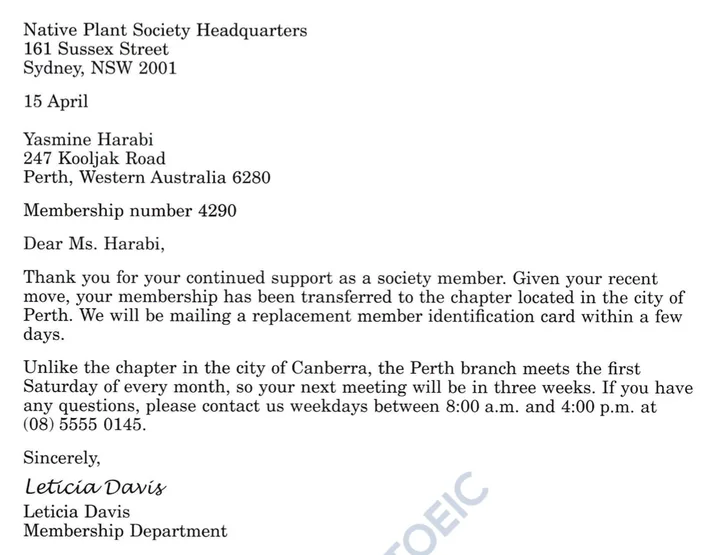 Native Plant Society Headquarters
161 Sussex Street
Sydney, NSW 2001
15 April
Yasmine Harabi
247 Kooljak Road
Perth, Western Australia 6280
Membership number 4290
Dear Ms. Harabi,
Thank you for your continued support as a society member. Given your recent
move, your membership has been transferred to the chapter located in the city of
Perth. We will be mailing a replacement member identification card within a few
days.
Unlike the chapter in the city of Canberra, the Perth branch meets the first
Saturday of every month, so your next meeting will be in three weeks. If you have
any questions, please contact us weekdays between 8:00 a.m. and 4:00 p.m. at
(08) 5555 0145.
Sincerely,
Leticia Davis
Leticia Davis
Membership Department
TOEIC